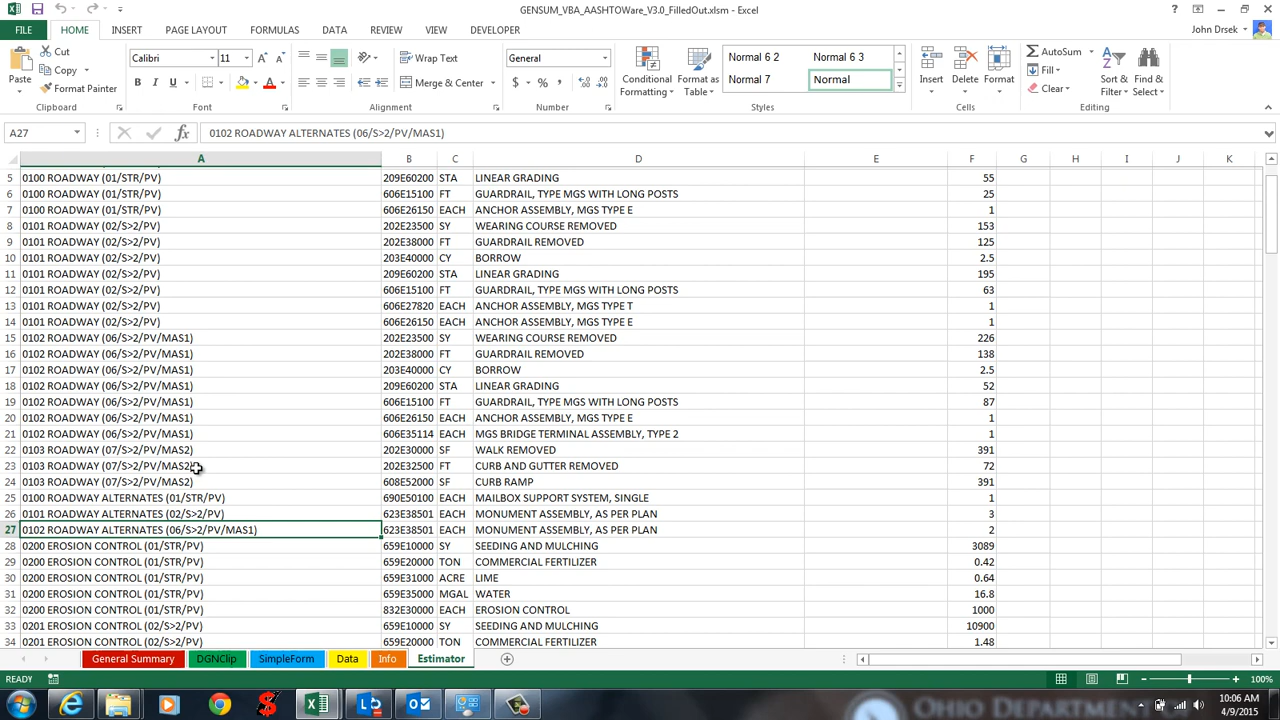 GENSUM_VBA_AASHTOWare_V3.0_FilledOut.xlsm - Excel
FILE HOME INSERT PAGE LAYOUT FORMULAS DATA REVIEW VIEW DEVELOPER John Drsek
Paste Cut Copy Format Painter Clipboard
Calibri 11 B I U A Font
Wrap Text Merge & Center Alignment
General $ % , Number
Conditional Formatting Format as Table
Normal 6 2 Normal 6 3
Normal 7 Normal
Styles
Insert Delete Format Cells
AutoSum Fill Clear Sort & Filter Find & Select Editing
A27 fx 0102 ROADWAY ALTERNATES (06/S>2/PV/MAS1)
A B C D E F G H I J K
5 0100 ROADWAY (01/STR/PV) 209E60200 STA LINEAR GRADING 55
6 0100 ROADWAY (01/STR/PV) 606E15100 FT GUARDRAIL, TYPE MGS WITH LONG POSTS 25
7 0100 ROADWAY (01/STR/PV) 606E26150 EACH ANCHOR ASSEMBLY, MGS TYPE E 1
8 0101 ROADWAY (02/S>2/PV) 202E23500 SY WEARING COURSE REMOVED 153
9 0101 ROADWAY (02/S>2/PV) 202E38000 FT GUARDRAIL REMOVED 125
10 0101 ROADWAY (02/S>2/PV) 203E40000 CY BORROW 2.5
11 0101 ROADWAY (02/S>2/PV) 209E60200 STA LINEAR GRADING 195
12 0101 ROADWAY (02/S>2/PV) 606E15100 FT GUARDRAIL, TYPE MGS WITH LONG POSTS 63
13 0101 ROADWAY (02/S>2/PV) 606E27820 EACH ANCHOR ASSEMBLY, MGS TYPE T 1
14 0101 ROADWAY (02/S>2/PV) 606E26150 EACH ANCHOR ASSEMBLY, MGS TYPE E 1
15 0102 ROADWAY (06/S>2/PV/MAS1) 202E23500 SY WEARING COURSE REMOVED 226
16 0102 ROADWAY (06/S>2/PV/MAS1) 202E38000 FT GUARDRAIL REMOVED 138
17 0102 ROADWAY (06/S>2/PV/MAS1) 203E40000 CY BORROW 2.5
18 0102 ROADWAY (06/S>2/PV/MAS1) 209E60200 STA LINEAR GRADING 52
19 0102 ROADWAY (06/S>2/PV/MAS1) 606E15100 FT GUARDRAIL, TYPE MGS WITH LONG POSTS 87
20 0102 ROADWAY (06/S>2/PV/MAS1) 606E26150 EACH ANCHOR ASSEMBLY, MGS TYPE E 1
21 0102 ROADWAY (06/S>2/PV/MAS1) 606E35114 EACH MGS BRIDGE TERMINAL ASSEMBLY, TYPE 2 1
22 0103 ROADWAY (07/S>2/PV/MAS2) 202E30000 SF WALK REMOVED 391
23 0103 ROADWAY (07/S>2/PV/MAS2) 202E32500 FT CURB AND GUTTER REMOVED 72
24 0103 ROADWAY (07/S>2/PV/MAS2) 608E52000 SF CURB RAMP 391
25 0100 ROADWAY ALTERNATES (01/STR/PV) 690E50100 EACH MAILBOX SUPPORT SYSTEM, SINGLE 1
26 0101 ROADWAY ALTERNATES (02/S>2/PV) 623E38501 EACH MONUMENT ASSEMBLY, AS PER PLAN 3
27 0102 ROADWAY ALTERNATES (06/S>2/PV/MAS1) 623E38501 EACH MONUMENT ASSEMBLY, AS PER PLAN 2
28 0200 EROSION CONTROL (01/STR/PV) 659E10000 SY SEEDING AND MULCHING 3089
29 0200 EROSION CONTROL (01/STR/PV) 659E20000 TON COMMERCIAL FERTILIZER 0.42
30 0200 EROSION CONTROL (01/STR/PV) 659E31000 ACRE LIME 0.64
31 0200 EROSION CONTROL (01/STR/PV) 659E35000 MGAL WATER 16.8
32 0200 EROSION CONTROL (01/STR/PV) 832E30000 EACH EROSION CONTROL 1000
33 0201 EROSION CONTROL (02/S>2/PV) 659E10000 SY SEEDING AND MULCHING 10900
34 0201 EROSION CONTROL (02/S>2/PV) 659E20000 TON COMMERCIAL FERTILIZER 1.48
General Summary DGNClip SimpleForm Data Info Estimator
READY 100%
10:06 AM
4/9/2015